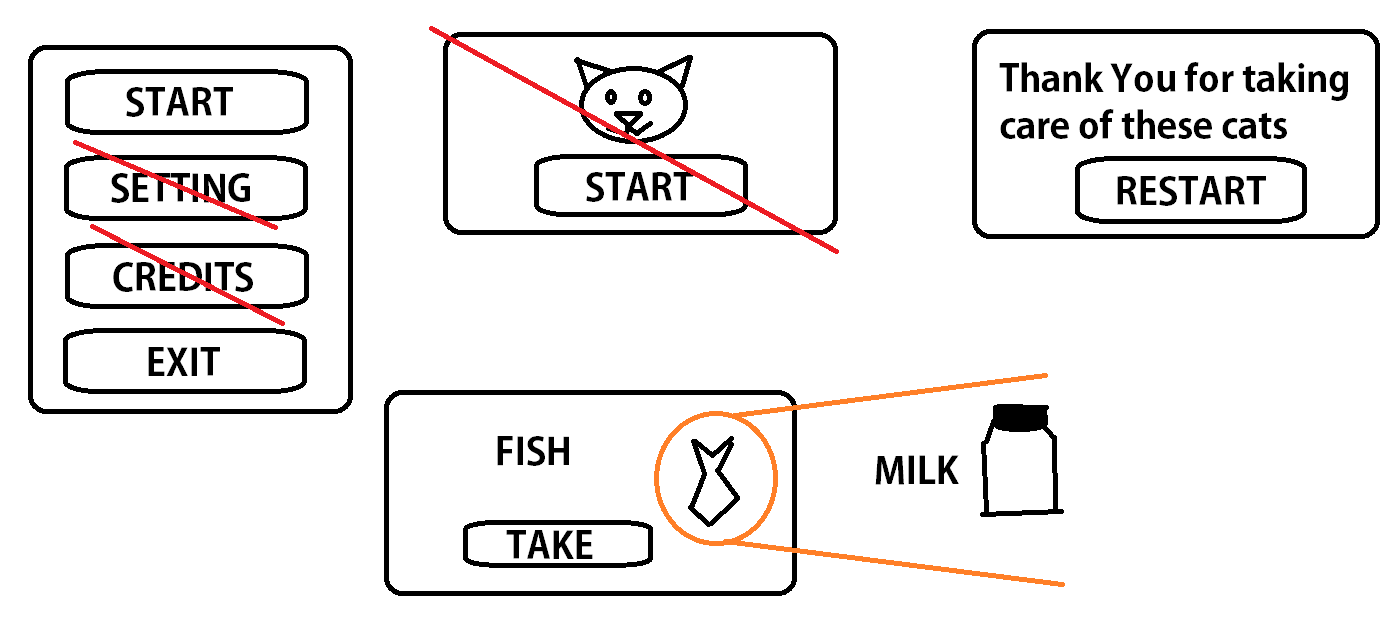 START
SETTING
CREDITS
EXIT
START
Thank You for taking
care of these cats
RESTART
FISH
TAKE
MILK